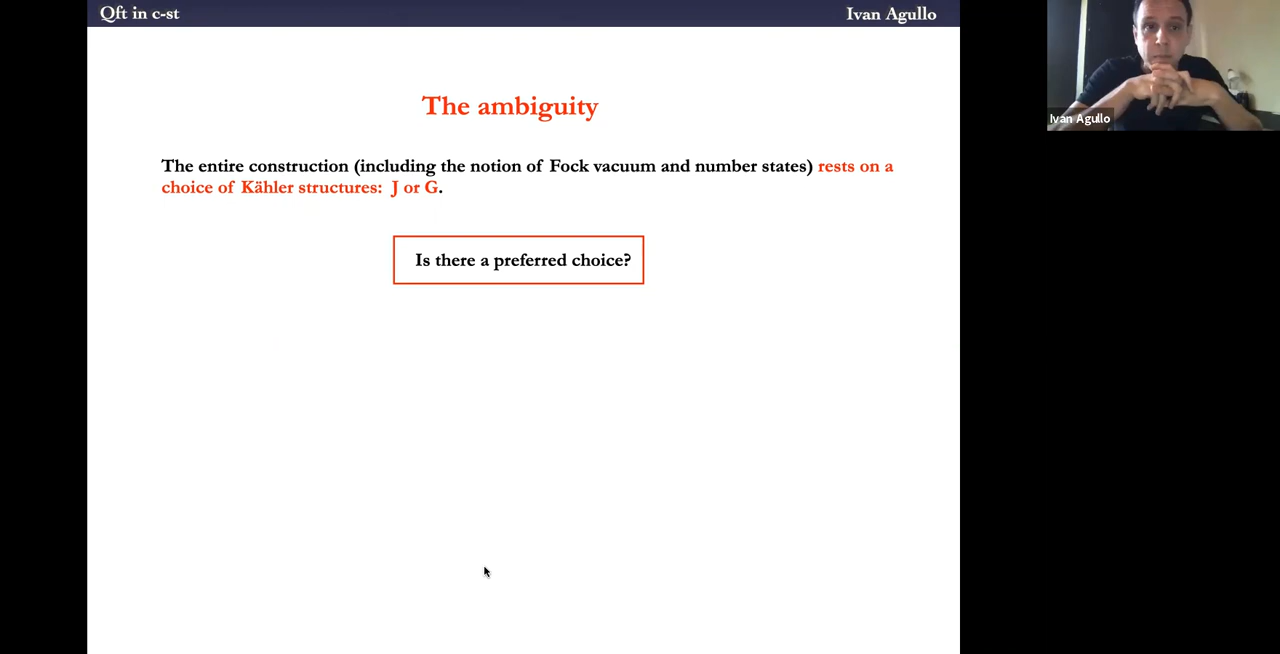 Qft in c-st
Ivan Agullo
The ambiguity
The entire construction (including the notion of Fock vacuum and number states) rests on a
choice of Kähler structures: J or G.
Is there a preferred choice?
Ivan Agullo